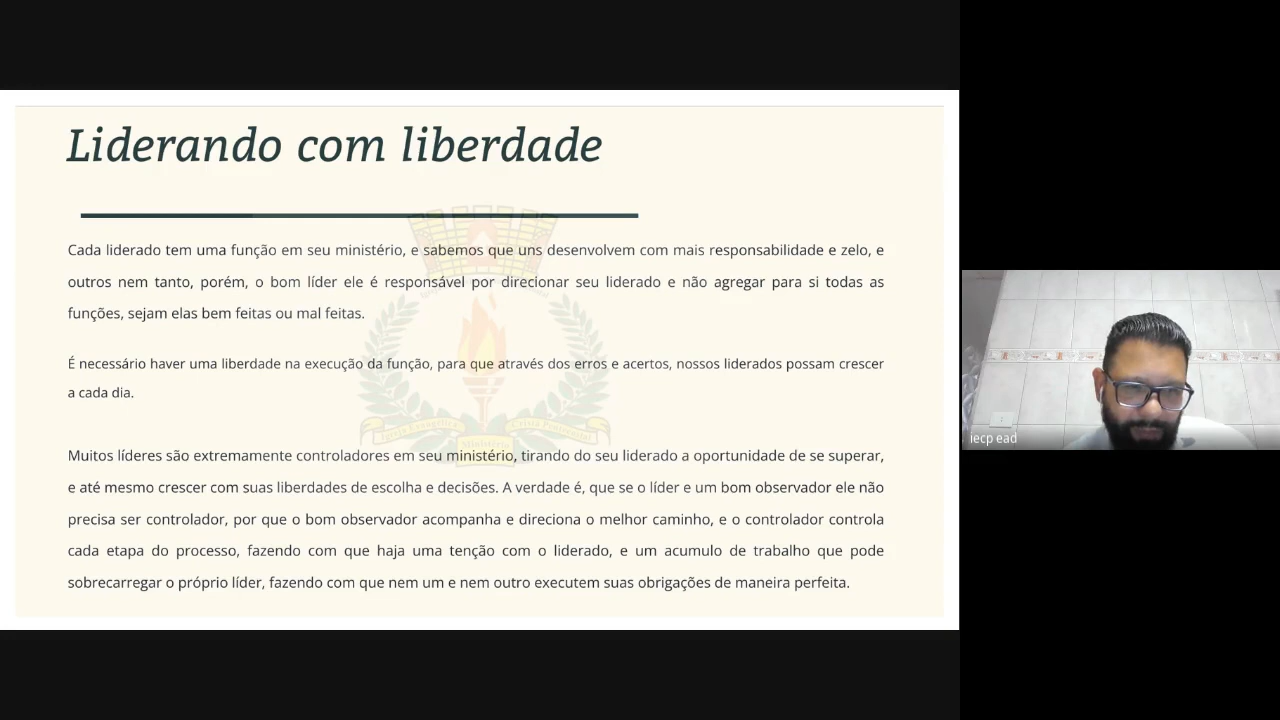 Liderando com liberdade
Cada liderado tem uma função em seu ministério, e sabemos que uns desenvolvem com mais responsabilidade e zelo, e
outros nem tanto, porém, o bom líder ele é responsável por direcionar seu liderado e não agregar para si todas as
funções, sejam elas bem feitas ou mal feitas.
É necessário haver uma liberdade na execução da função, para que através dos erros e acertos, nossos liderados possam crescer
a cada dia.
Igreja Evangélica Cristã Pentecostal
Ministério
Muitos líderes são extremamente controladores em seu ministério, tirando do seu liderado a oportunidade de se superar,
e até mesmo crescer com suas liberdades de escolha e decisões. A verdade é, que se o líder e um bom observador ele não
precisa ser controlador, por que o bom observador acompanha e direciona o melhor caminho, e o controlador controla
cada etapa do processo, fazendo com que haja uma tenção com o liderado, e um acumulo de trabalho que pode
sobrecarregar o próprio líder, fazendo com que nem um e nem outro executem suas obrigações de maneira perfeita.
iecp ead